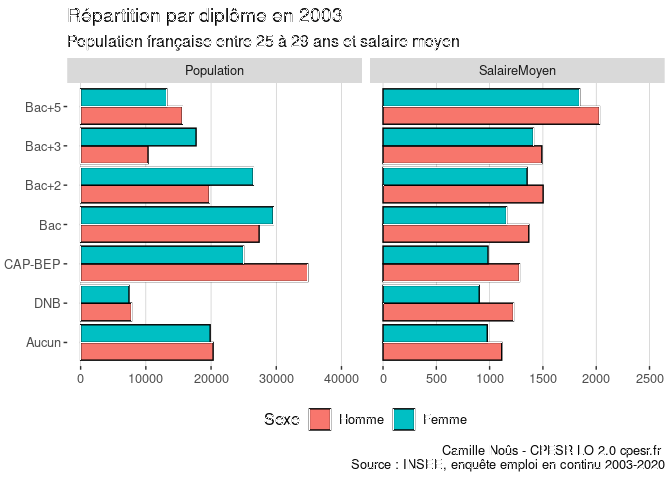 Répartition par diplôme en 2003
Population française entre 25 à 29 ans et salaire moyen
Population SalaireMoyen
Bac+5
Bac+3
Bac+2
Bac
CAP-BEP
DNB
Aucun
0 10000 20000 30000 40000 0 500 1000 1500 2000 2500
Sexe Homme Femme
Camille Noûs - CPESR LO 2.0 cpesr.fr
Source : INSEE, enquête emploi en continu 2003-2020